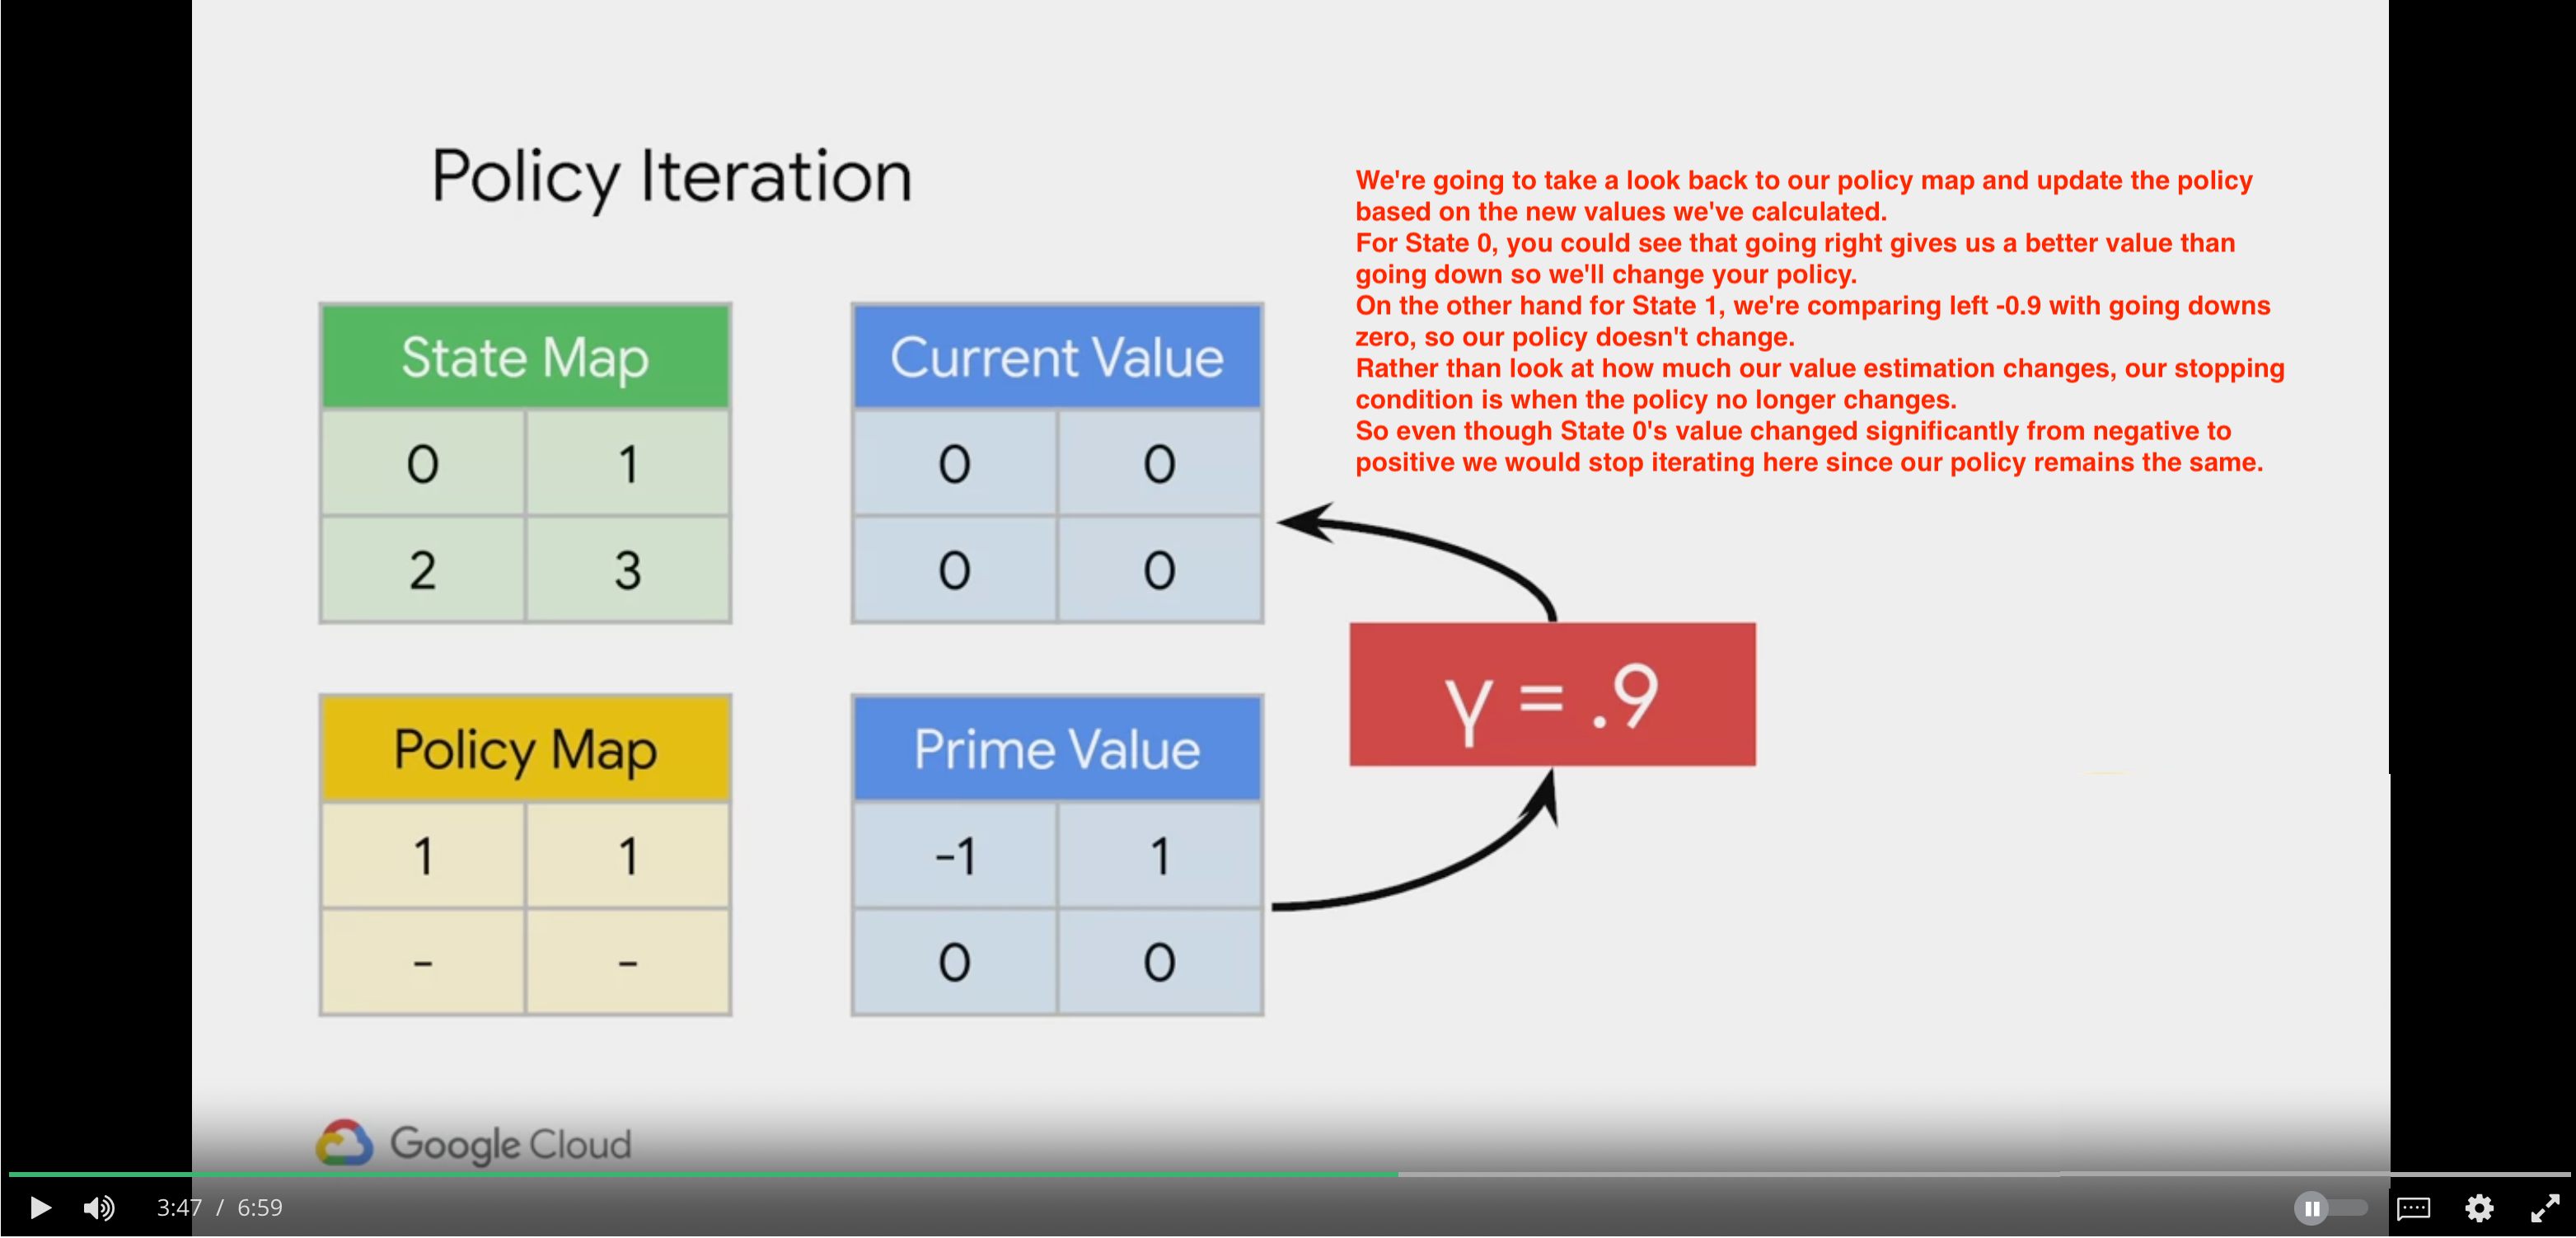 Policy Iteration
We're going to take a look back to our policy map and update the policy
based on the new values we've calculated.
For State 0, you could see that going right gives us a better value than
going down so we'll change your policy.
On the other hand for State 1, we're comparing left -0.9 with going downs
zero, so our policy doesn't change.
Rather than look at how much our value estimation changes, our stopping
condition is when the policy no longer changes.
So even though State 0's value changed significantly from negative to
positive we would stop iterating here since our policy remains the same.
State Map
0 1
2 3
Current Value
0 0
0 0
γ = .9
Policy Map
1 1
- -
Prime Value
-1 1
0 0
Google Cloud
3:47 / 6:59